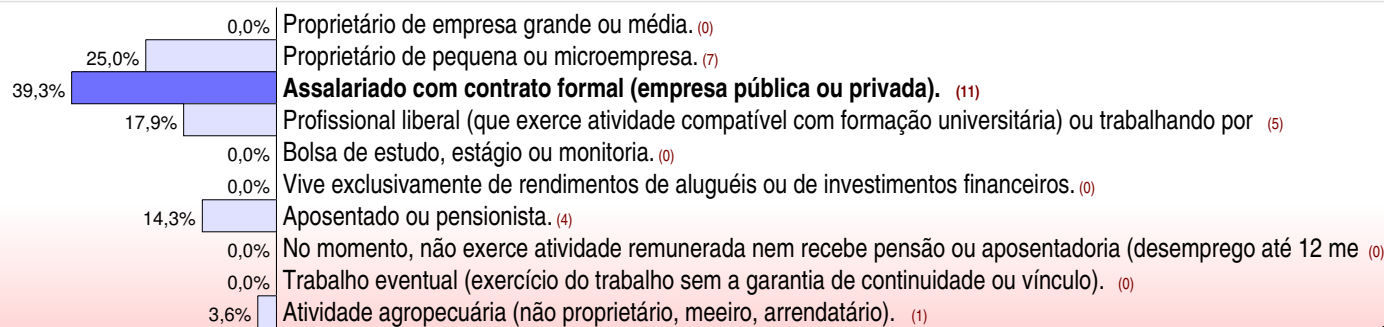 0,0% Proprietário de empresa grande ou média. (0)
25,0% Proprietário de pequena ou microempresa. (7)
39,3% Assalariado com contrato formal (empresa pública ou privada). (11)
17,9% Profissional liberal (que exerce atividade compatível com formação universitária) ou trabalhando por (5)
0,0% Bolsa de estudo, estágio ou monitoria. (0)
0,0% Vive exclusivamente de rendimentos de aluguéis ou de investimentos financeiros. (0)
14,3% Aposentado ou pensionista. (4)
0,0% No momento, não exerce atividade remunerada nem recebe pensão ou aposentadoria (desemprego até 12 me (0)
0,0% Trabalho eventual (exercício do trabalho sem a garantia de continuidade ou vínculo). (0)
3,6% Atividade agropecuária (não proprietário, meeiro, arrendatário). (1)